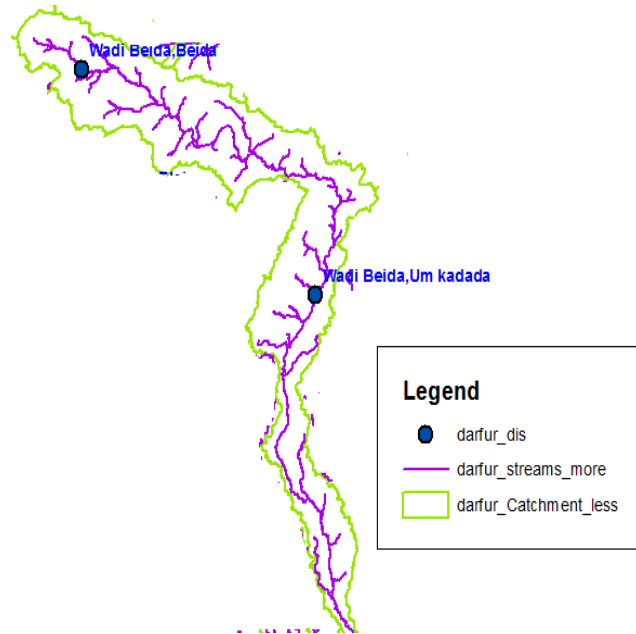 Wadi Beida,Beida
Wadi Beida,Um kadada
Legend
darfur_dis
darfur_streams_more
darfur_Catchment_less